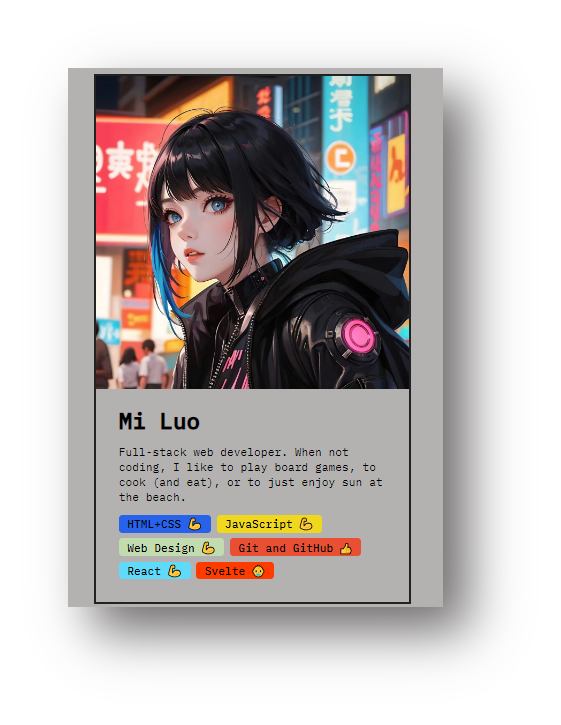 Mi Luo
Full-stack web developer. When not
coding, I like to play board games, to
cook (and eat), or to just enjoy sun at
the beach.
HTML+CSS 💪 JavaScript 💪
Web Design 💪 Git and GitHub 👍
React 💪 Svelte 👶